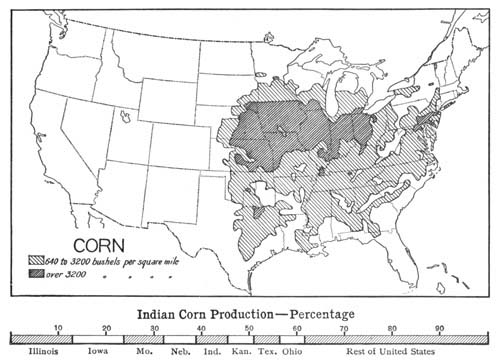 CORN
640 to 3200 bushels per square mile
over 3200 " " " "
Indian Corn Production—Percentage
10 20 30 40 50 60 70 80 90
Illinois Iowa Mo. Neb. Ind. Kan. Tex. Ohio Rest of United States